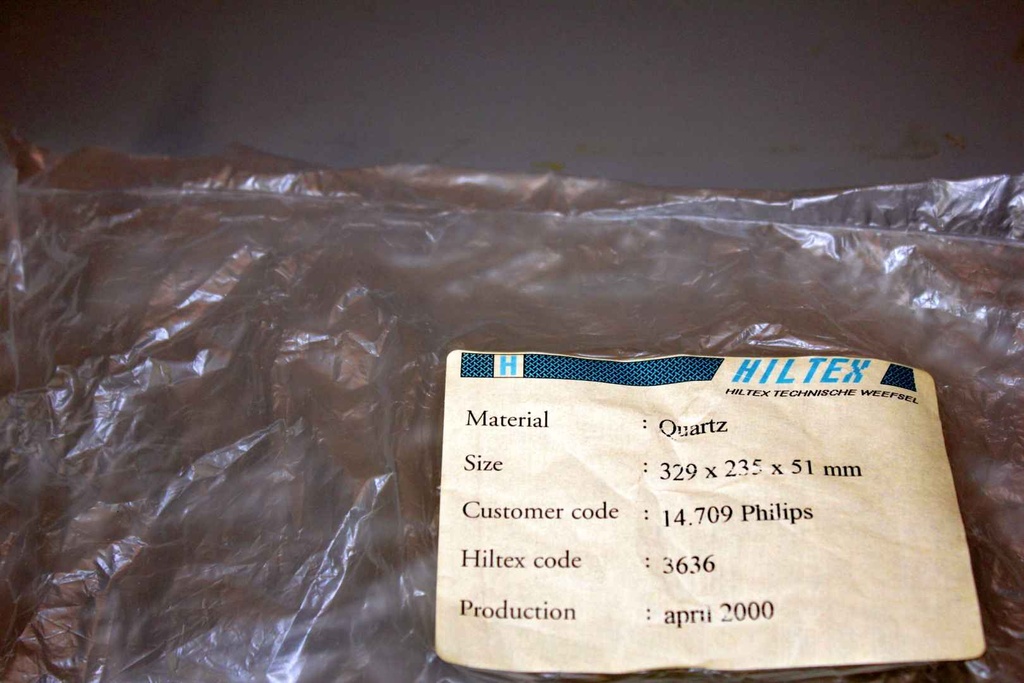 H HILTEX
HILTEX TECHNISCHE WEEFSEL
Material : Quartz
Size : 329 x 235 x 51 mm
Customer code : 14.709 Philips
Hiltex code : 3636
Production : april 2000